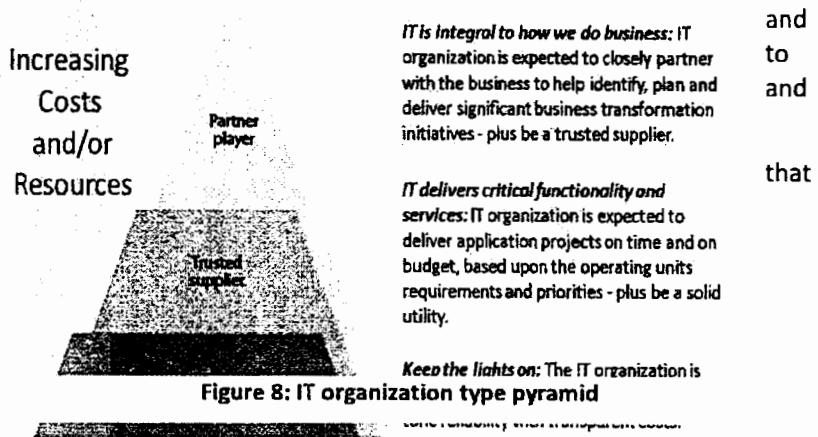 Increasing
Costs
and/or
Resources
Partner
player
Trusted
supplier
IT is integral to how we do business: IT
organization is expected to closely partner
with the business to help identify, plan and
deliver significant business transformation
initiatives - plus be a trusted supplier.
IT delivers critical functionality and
services: IT organization is expected to
deliver application projects on time and on
budget, based upon the operating units
requirements and priorities - plus be a solid
utility.
Keep the lights on: The IT organization is
Figure 8: IT organization type pyramid
and
to
and
that